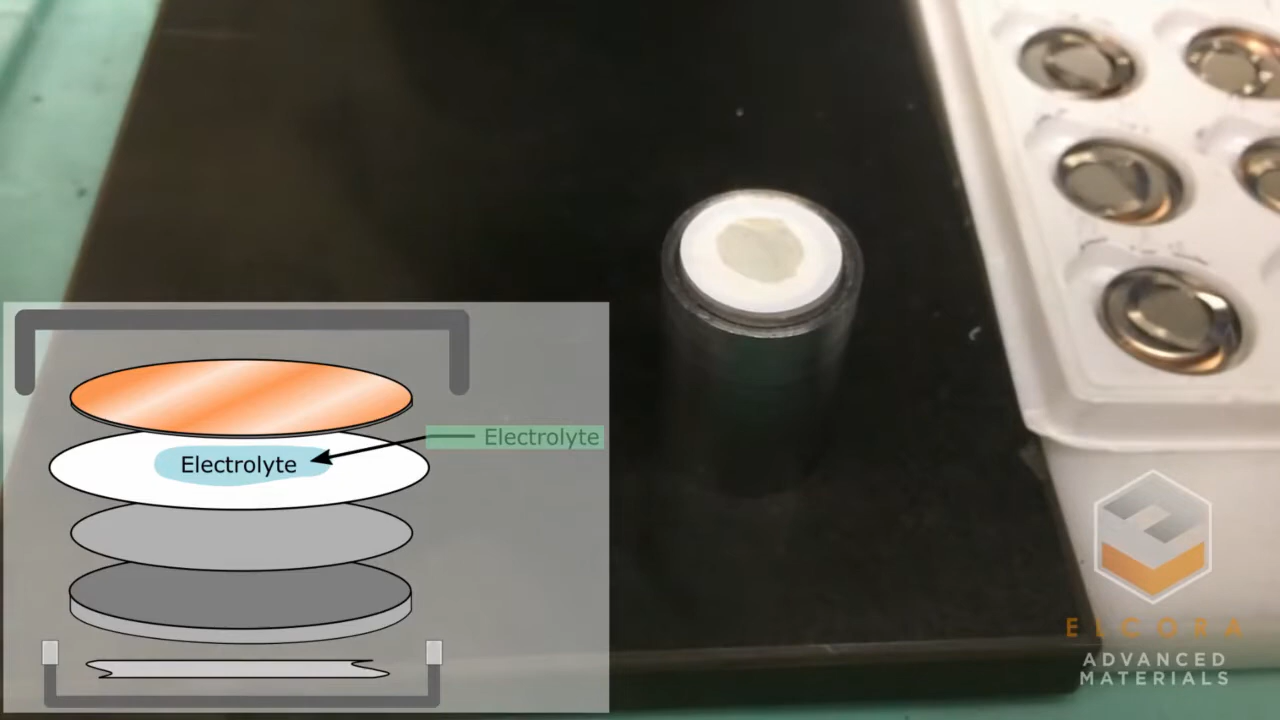 Electrolyte
Electrolyte
ELCORA
ADVANCED
MATERIALS